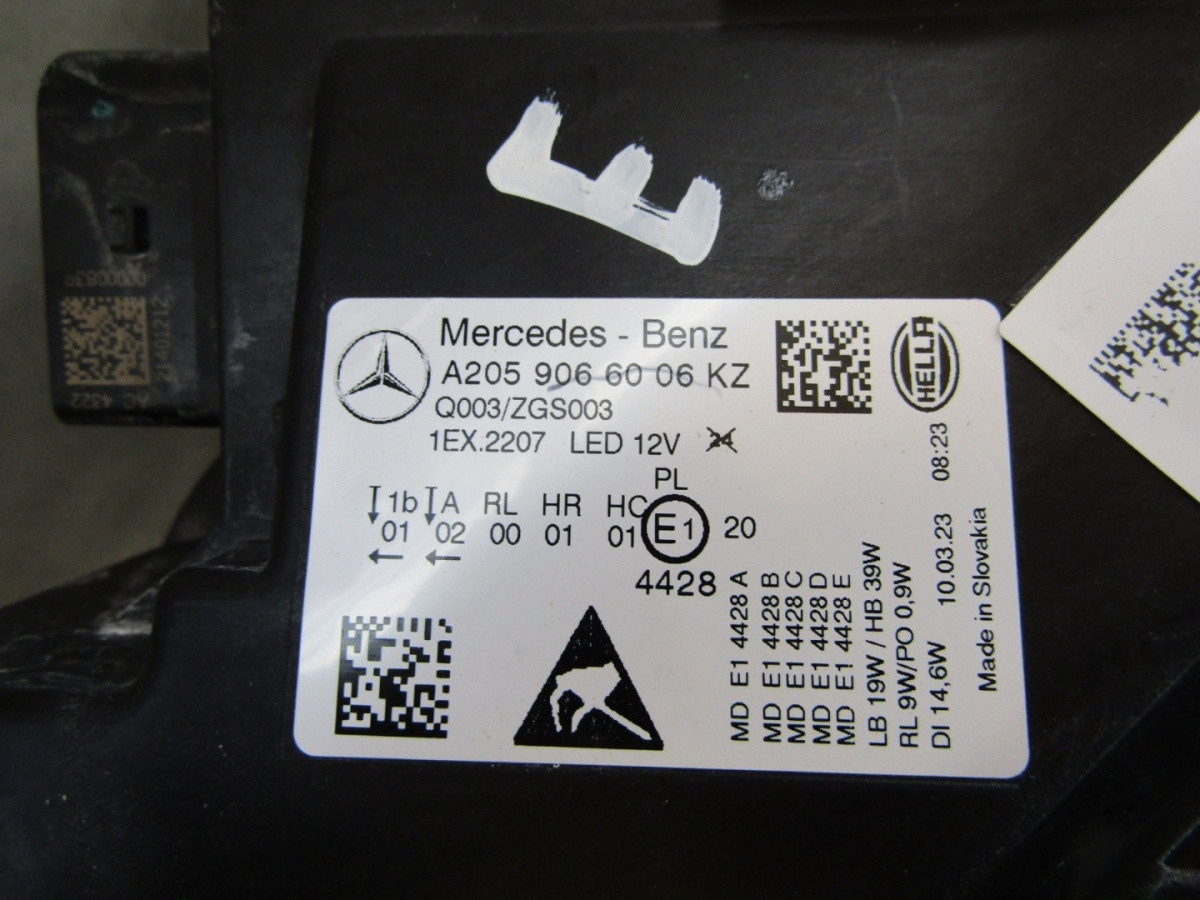 E
Mercedes - Benz
A205 906 60 06 KZ
Q003/ZGS003
1EX.2207 LED 12V 24
HELLA
PL
1b A RL HR HC
01 02 00 01 01 E1 20
4428
MD E1 4428 A
MD E1 4428 B
MD E1 4428 C
MD E1 4428 D
MD E1 4428 E
LB 19W / HB 39W
RL 9W/PO 0,9W
DI 14,6W 10.03.23 08:23
Made in Slovakia
AC 4322